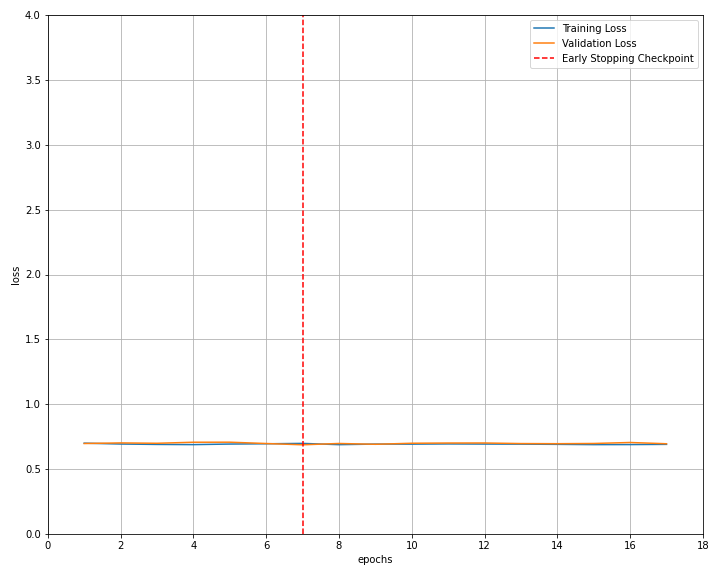 4.0
3.5
3.0
2.5
2.0
1.5
1.0
0.5
0.0
loss
Training Loss
Validation Loss
Early Stopping Checkpoint
0 2 4 6 8 10 12 14 16 18
epochs